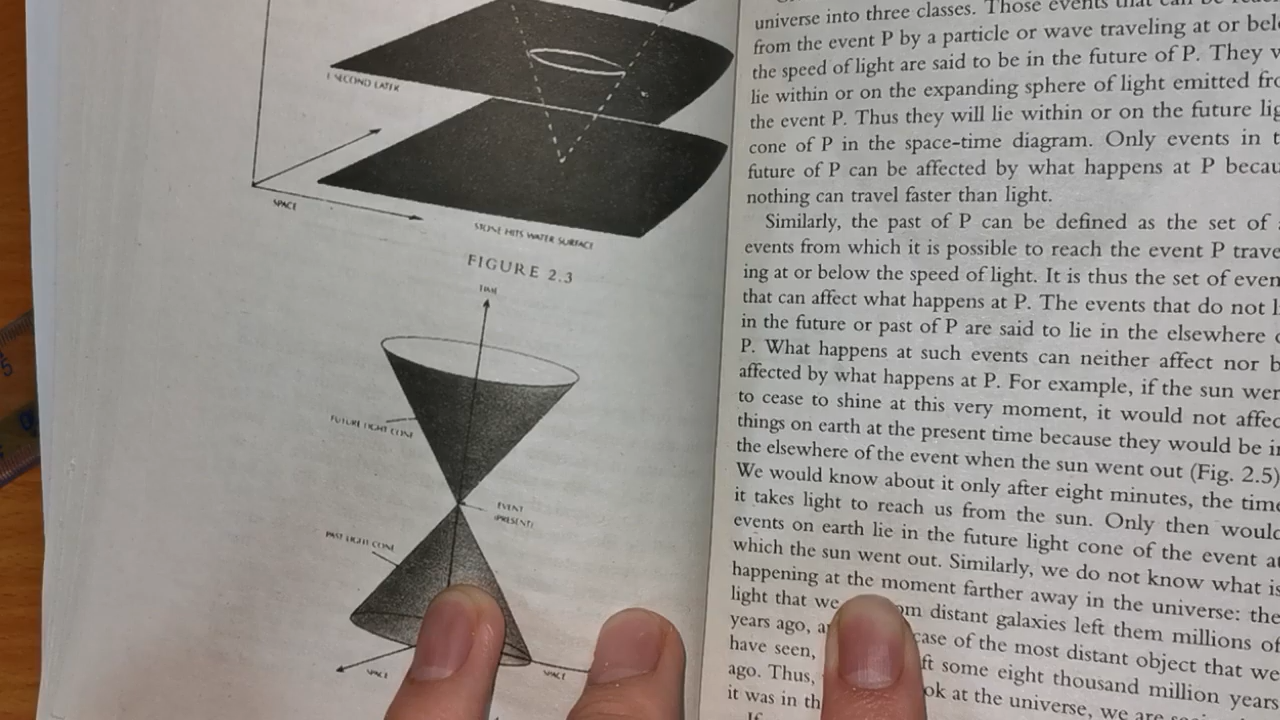 1 SECOND LATER
SPACE
STONE HITS WATER SURFACE
FIGURE 2.3
TIME
FUTURE LIGHT CONE
EVENT
(PRESENT)
PAST LIGHT CONE
SPACE
SPACE
universe into three classes. Those events that can be
from the event P by a particle or wave traveling at or
the speed of light are said to be in the future of P. They
lie within or on the expanding sphere of light emitted
the event P. Thus they will lie within or on the future
cone of P in the space-time diagram. Only events in
future of P can be affected by what happens at P
nothing can travel faster than light.
Similarly, the past of P can be defined as the set of
events from which it is possible to reach the event P
ing at or below the speed of light. It is thus the set of
that can affect what happens at P. The events that do not
in the future or past of P are said to lie in the elsewhere
P. What happens at such events can neither affect nor
affected by what happens at P. For example, if the sun
to cease to shine at this very moment, it would not
things on earth at the present time because they would be
the elsewhere of the event when the sun went out (Fig. 2.5)
We would know about it only after eight minutes, the time
it takes light to reach us from the sun. Only then would
events on earth lie in the future light cone of the event at
which the sun went out. Similarly, we do not know what is
happening at the moment farther away in the universe: the
light that we distant galaxies left them millions of
years ago, case of the most distant object that we
have seen, some eight thousand million years
ago. Thus, at the universe, we are
it was in
If